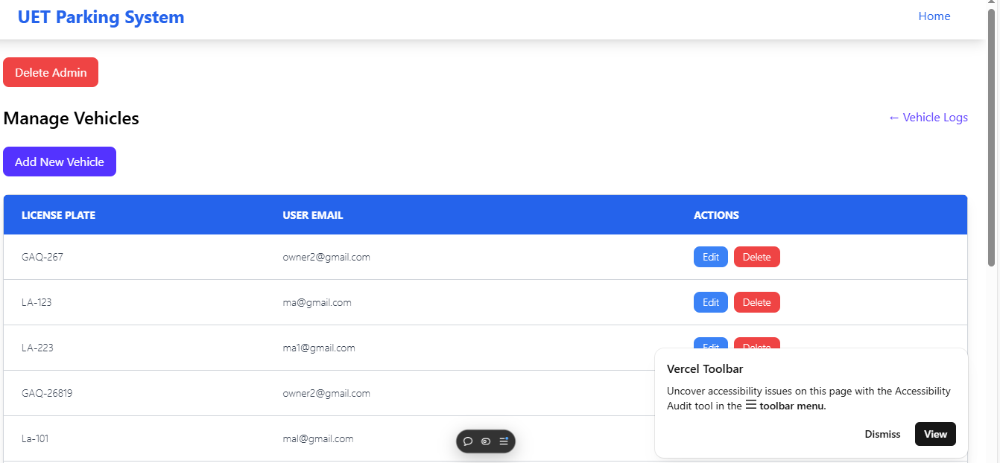 UET Parking System
Home
Delete Admin
Manage Vehicles
← Vehicle Logs
Add New Vehicle
LICENSE PLATE USER EMAIL ACTIONS
GAQ-267 owner2@gmail.com Edit Delete
LA-123 ma@gmail.com Edit Delete
LA-223 ma1@gmail.com Edit Delete
GAQ-26819 owner2@gmail.com
La-101 mal@gmail.com
Vercel Toolbar
Uncover accessibility issues on this page with the Accessibility
Audit tool in the ☰ toolbar menu.
Dismiss View